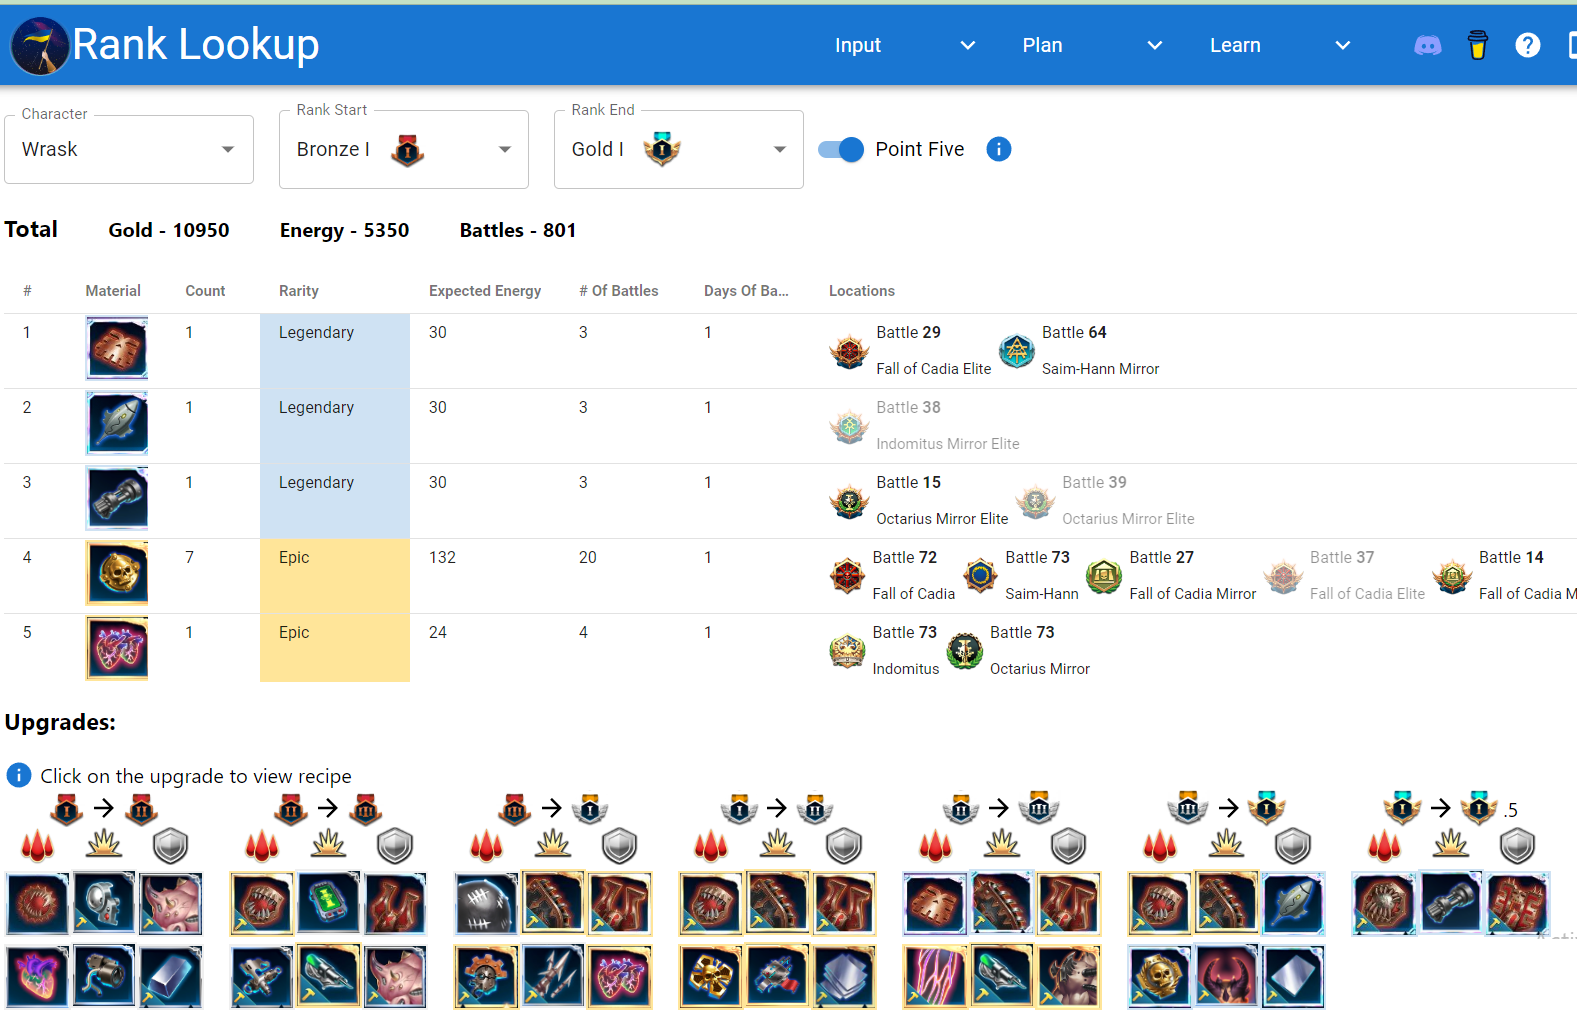 Rank Lookup
Input Plan Learn
Character Rank Start Rank End
Wrask Bronze I Gold I Point Five
Total Gold - 10950 Energy - 5350 Battles - 801
# Material Count Rarity Expected Energy # Of Battles Days Of Ba... Locations
1 1 Legendary 30 3 1 Battle 29 Battle 64
Fall of Cadia Elite Saim-Hann Mirror
2 1 Legendary 30 3 1 Battle 38
Indomitus Mirror Elite
3 1 Legendary 30 3 1 Battle 15 Battle 39
Octarius Mirror Elite Octarius Mirror Elite
4 7 Epic 132 20 1 Battle 72 Battle 73 Battle 27 Battle 37 Battle 14
Fall of Cadia Saim-Hann Fall of Cadia Mirror Fall of Cadia Elite Fall of Cadia M
5 1 Epic 24 4 1 Battle 73 Battle 73
Indomitus Octarius Mirror
Upgrades:
Click on the upgrade to view recipe
.5